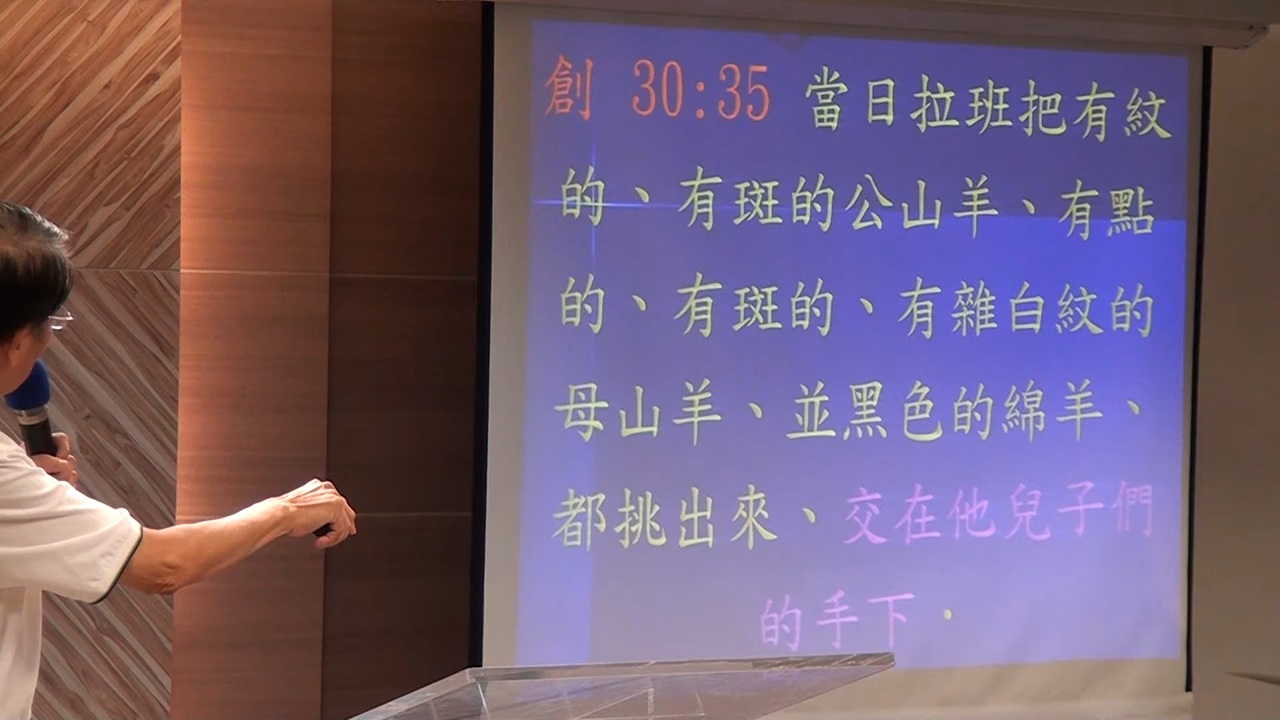 創 30:35 當日拉班把有紋
的、有斑的公山羊、有點
的、有斑的、有雜白紋的
母山羊、並黑色的綿羊、
都挑出來、交在他兒子們
的手下．